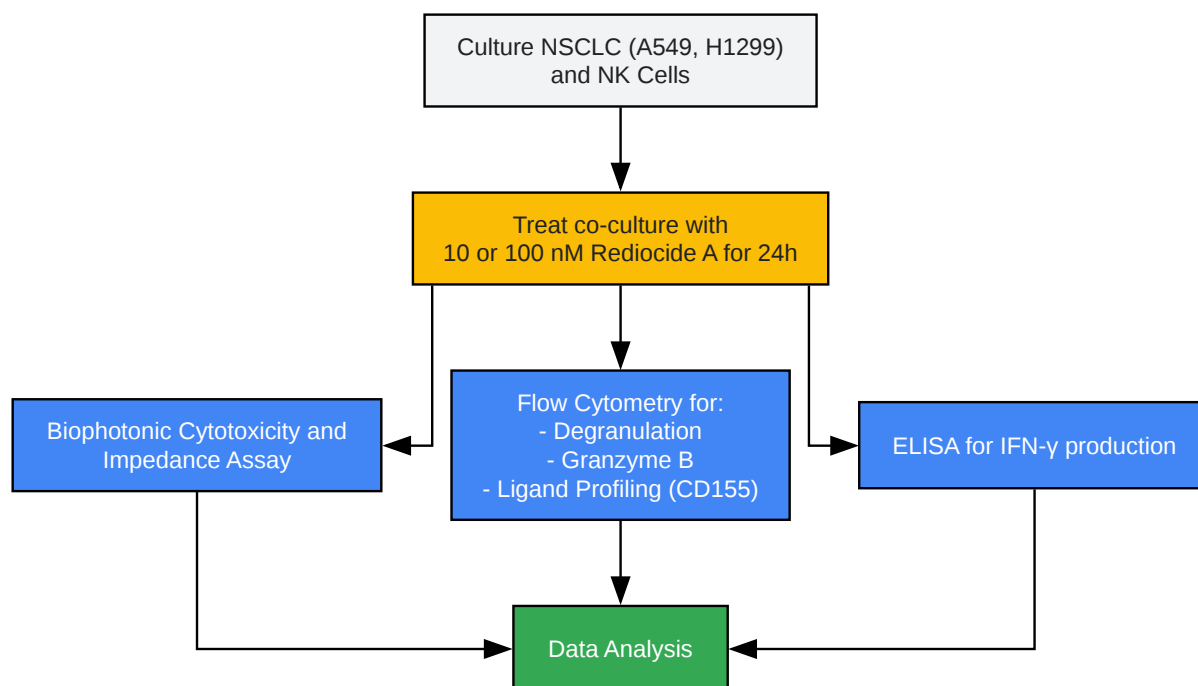 Culture NSCLC (A549, H1299)
and NK Cells
Treat co-culture with
10 or 100 nM Rediocide A for 24h
Biophotonic Cytotoxicity and
Impedance Assay
Flow Cytometry for:
- Degranulation
- Granzyme B
- Ligand Profiling (CD155)
ELISA for IFN-γ production
Data Analysis